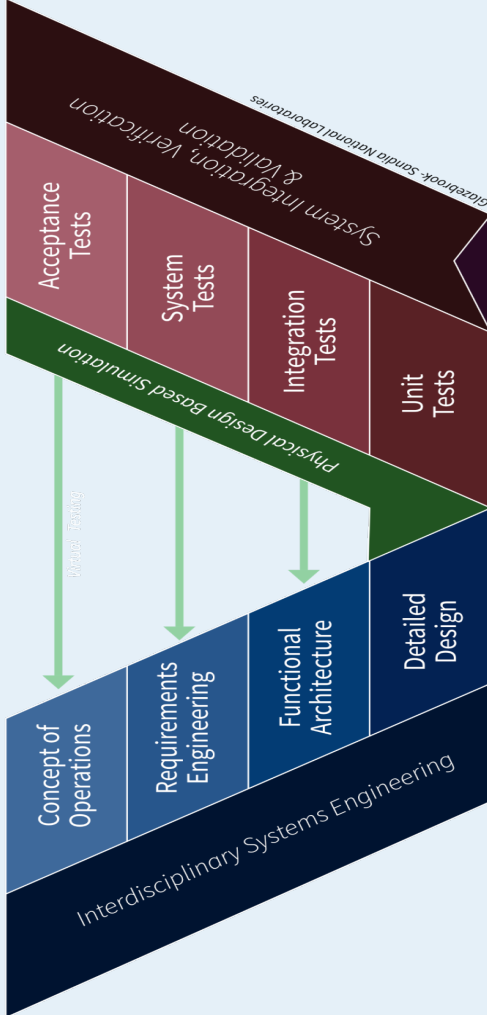 Glazebrook- Sandia National Laboratories
System Integration, Verification
& Validation
Acceptance
Tests
System
Tests
Integration
Tests
Unit
Tests
Physical Design Based Simulation
Concept of
Operations
Requirements
Engineering
Functional
Architecture
Detailed
Design
Interdisciplinary Systems Engineering